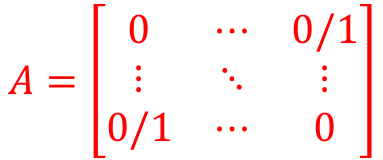 A = [ 0 ⋯ 0/1
⋮ ⋱ ⋮
0/1 ⋯ 0 ]